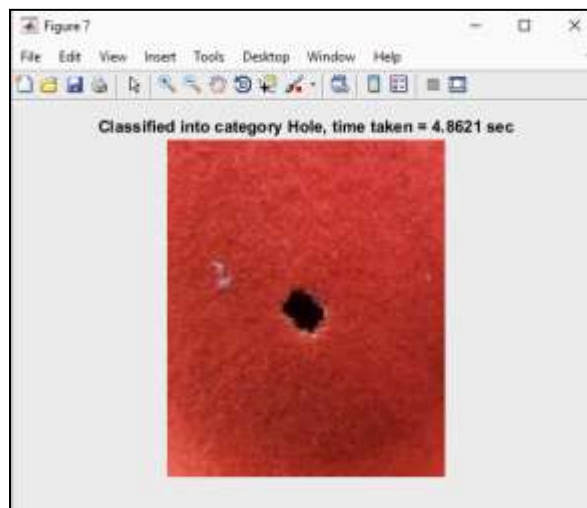 Figure 7
File Edit View Insert Tools Desktop Window Help
Classified into category Hole, time taken = 4.8621 sec